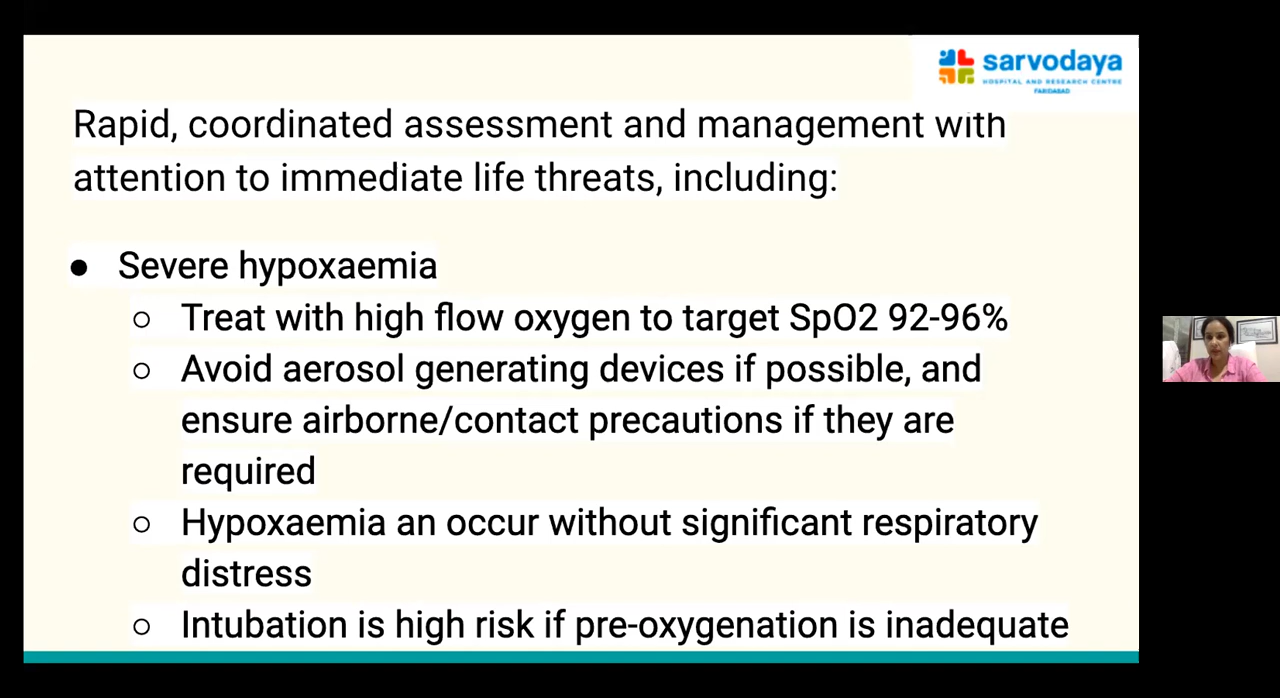 sarvodaya
HOSPITAL AND RESEARCH CENTRE
FARIDABAD
Rapid, coordinated assessment and management with
attention to immediate life threats, including:
● Severe hypoxaemia
○ Treat with high flow oxygen to target SpO2 92-96%
○ Avoid aerosol generating devices if possible, and
ensure airborne/contact precautions if they are
required
○ Hypoxaemia an occur without significant respiratory
distress
○ Intubation is high risk if pre-oxygenation is inadequate